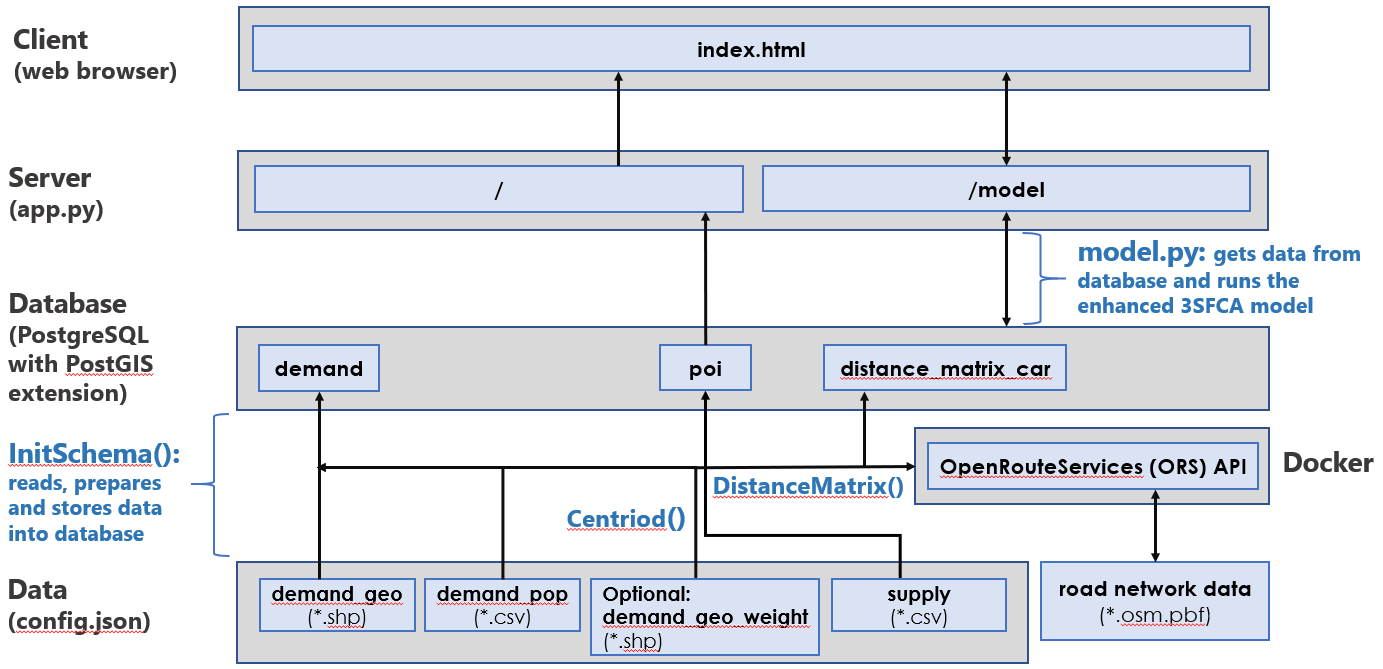 Client
(web browser)
index.html
Server
(app.py)
/
/model
model.py: gets data from
database and runs the
enhanced 3SFCA model
Database
(PostgreSQL
with PostGIS
extension)
demand
poi
distance_matrix_car
InitSchema():
reads, prepares
and stores data
into database
OpenRouteServices (ORS) API
Docker
DistanceMatrix()
Centriod()
Data
(config.json)
demand_geo
(*.shp)
demand_pop
(*.csv)
Optional:
demand_geo_weight
(*.shp)
supply
(*.csv)
road network data
(*.osm.pbf)